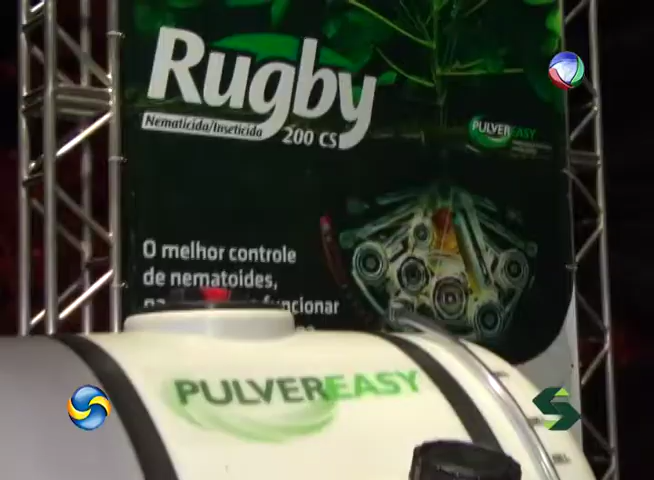 Rugby
Nematicida/Inseticida
200 CS
PULVEREASY
O melhor controle
de nematoides,
funcionar
PULVEREASY